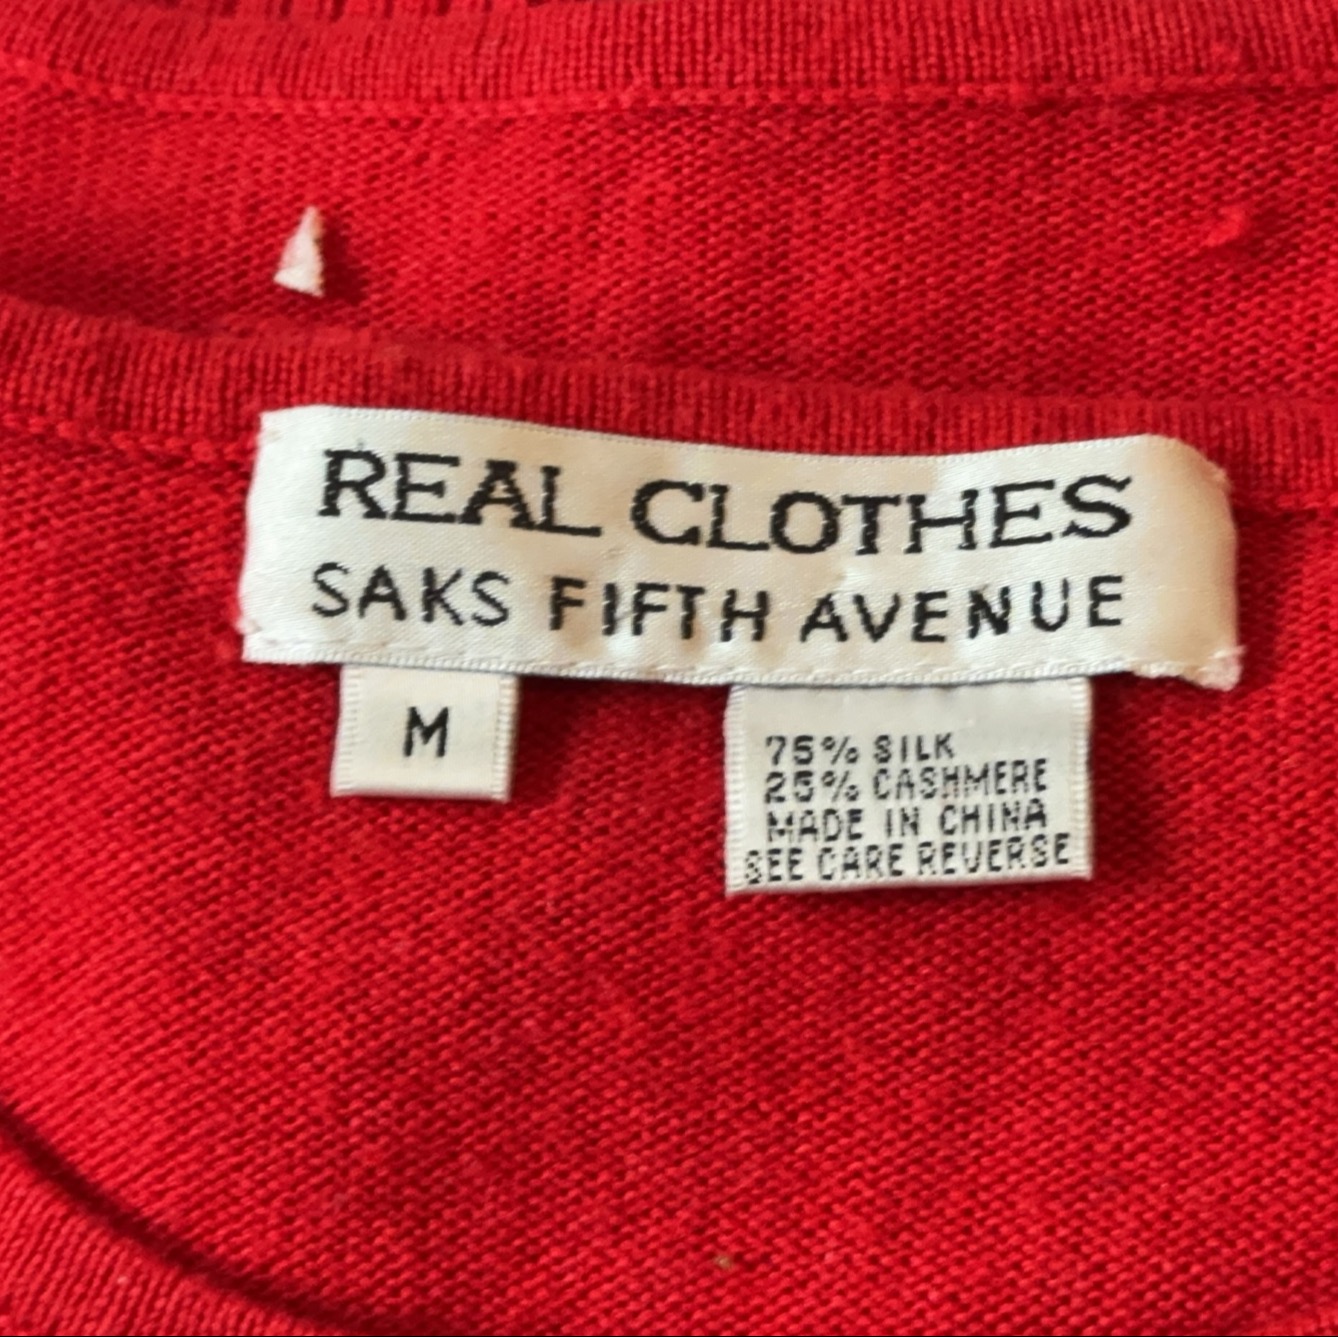 REAL CLOTHES
SAKS FIFTH AVENUE
M
75% SILK
25% CASHMERE
MADE IN CHINA
SEE CARE REVERSE